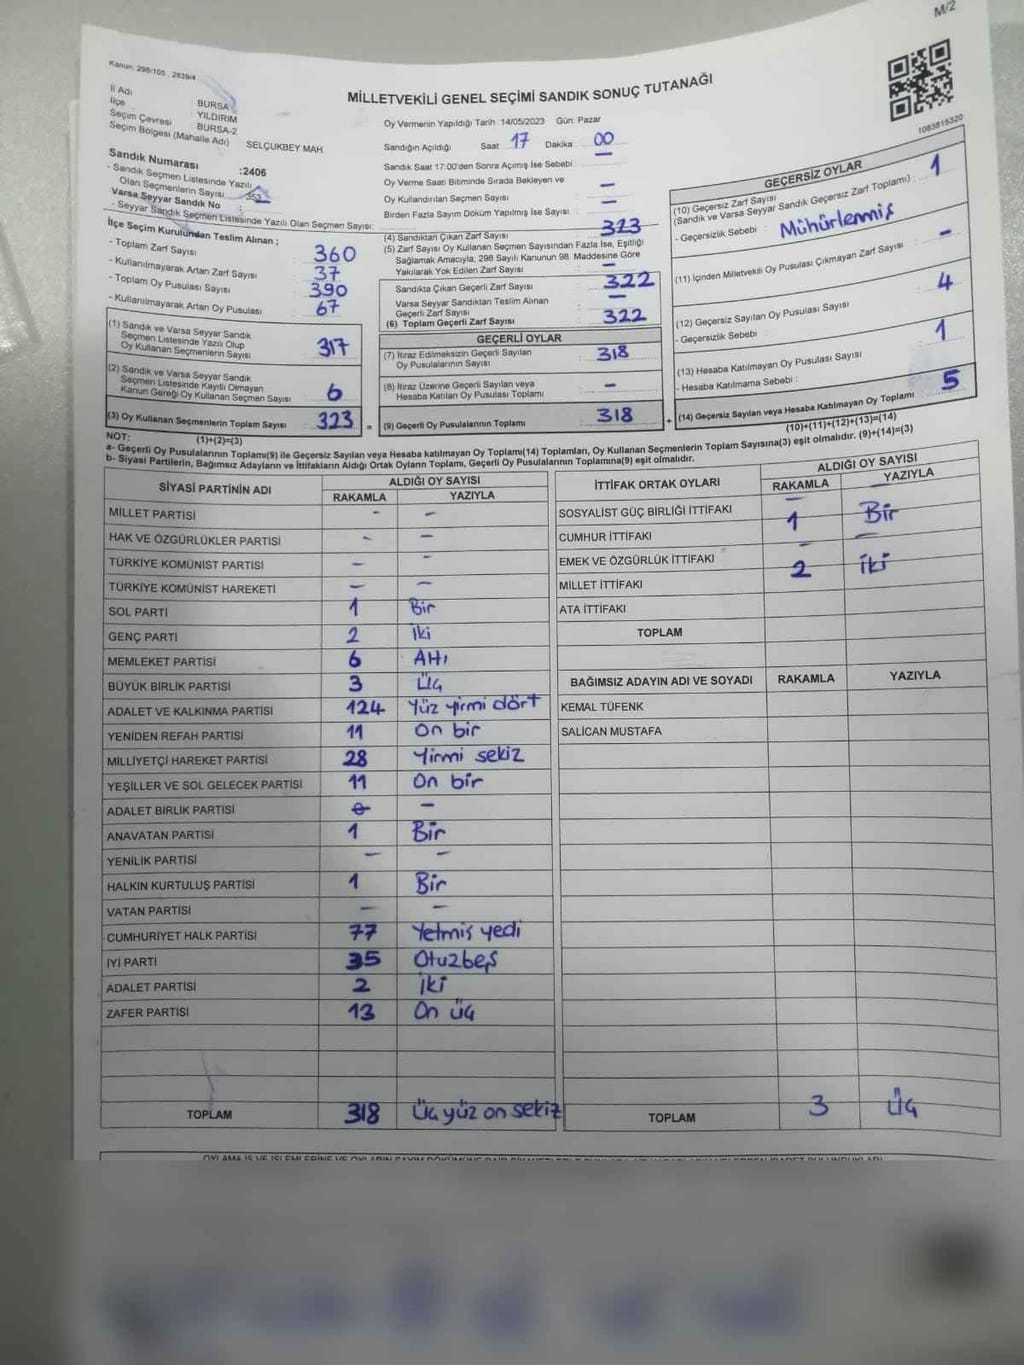 M/2
Kanun: 298/105 , 2839/4
MİLLETVEKİLİ GENEL SEÇİMİ SANDIK SONUÇ TUTANAĞI
1083815320
İl Adı BURSA
İlçe YILDIRIM
Seçim Çevresi BURSA-2
Seçim Bölgesi (Mahalle Adı) SELÇUKBEY MAH.
Sandık Numarası :2406
- Sandık Seçmen Listesinde Yazılı
Olan Seçmenlerin Sayısı
Varsa Seyyar Sandık No :
- Seyyar Sandık Seçmen Listesinde Yazılı Olan Seçmen Sayısı:
İlçe Seçim Kurulundan Teslim Alınan ;
- Toplam Zarf Sayısı : 360
- Kullanılmayarak Artan Zarf Sayısı : 37
- Toplam Oy Pusulası Sayısı : 390
- Kullanılmayarak Artan Oy Pusulası : 67
(1) Sandık ve Varsa Seyyar Sandık
Seçmen Listesinde Yazılı Olup
Oy Kullanan Seçmenlerin Sayısı 317
(2) Sandık ve Varsa Seyyar Sandık
Seçmen Listesinde Kayıtlı Olmayan
Kanun Gereği Oy Kullanan Seçmen Sayısı 6
(3) Oy Kullanan Seçmenlerin Toplam Sayısı 323
(1)+(2)=(3)
Oy Vermenin Yapıldığı Tarih :14/05/2023 Gün: Pazar
Sandığın Açıldığı Saat 17 Dakika 00
Sandık Saat 17:00'den Sonra Açımış İse Sebebi : —
Oy Verme Saati Bitiminde Sırada Bekleyen ve
Oy Kullandırılan Seçmen Sayısı : —
Birden Fazla Sayım Döküm Yapılmış İse Sayısı : —
(4) Sandıktan Çıkan Zarf Sayısı : 323
(5) Zarf Sayısı Oy Kullanan Seçmen Sayısından Fazla İse, Eşitliği
Sağlamak Amacıyla, 298 Sayılı Kanunun 98. Maddesine Göre
Yakılarak Yok Edilen Zarf Sayısı : —
Sandıkta Çıkan Geçerli Zarf Sayısı : 322
Varsa Seyyar Sandıktan Teslim Alınan
Geçerli Zarf Sayısı : —
(6) Toplam Geçerli Zarf Sayısı : 322
GEÇERLİ OYLAR
(7) İtiraz Edilmeksizin Geçerli Sayılan
Oy Pusulalarının Sayısı : 318
(8) İtiraz Üzerine Geçerli Sayılan veya
Hesaba Katılan Oy Pusulası Toplamı : —
= (9) Geçerli Oy Pusulalarının Toplamı : 318
GEÇERSİZ OYLAR
(10) Geçersiz Zarf Sayısı
(Sandık ve Varsa Seyyar Sandık Geçersiz Zarf Toplamı) : 1
- Geçersizlik Sebebi : Mühürlenmiş
(11) İçinden Milletvekili Oy Pusulası Çıkmayan Zarf Sayısı : -
(12) Geçersiz Sayılan Oy Pusulası Sayısı : 4
- Geçersizlik Sebebi :
(13) Hesaba Katılmayan Oy Pusulası Sayısı : 1
- Hesaba Katılmama Sebebi :
+ (14) Geçersiz Sayılan veya Hesaba Katılmayan Oy Toplamı : 5
(10)+(11)+(12)+(13)=(14)
NOT:
a- Geçerli Oy Pusulalarının Toplamı(9) ile Geçersiz Sayılan veya Hesaba katılmayan Oy Toplamı(14) Toplamları, Oy Kullanan Seçmenlerin Toplam Sayısına(3) eşit olmalıdır. (9)+(14)=(3)
b- Siyasi Partilerin, Bağımsız Adayların ve İttifakların Aldığı Ortak Oyların Toplamı, Geçerli Oy Pusulalarının Toplamına(9) eşit olmalıdır.
SİYASİ PARTİNİN ADI ALDIĞI OY SAYISI
RAKAMLA YAZIYLA
MİLLET PARTİSİ - -
HAK VE ÖZGÜRLÜKLER PARTİSİ - -
TÜRKİYE KOMÜNİST PARTİSİ - -
TÜRKİYE KOMÜNİST HAREKETİ - -
SOL PARTİ 1 Bir
GENÇ PARTİ 2 iki
MEMLEKET PARTİSİ 6 Altı
BÜYÜK BİRLİK PARTİSİ 3 Üç
ADALET VE KALKINMA PARTİSİ 124 Yüz yirmi dört
YENİDEN REFAH PARTİSİ 11 On bir
MİLLİYETÇİ HAREKET PARTİSİ 28 Yirmi sekiz
YEŞİLLER VE SOL GELECEK PARTİSİ 11 On bir
ADALET BİRLİK PARTİSİ -
ANAVATAN PARTİSİ 1 Bir
YENİLİK PARTİSİ - -
HALKIN KURTULUŞ PARTİSİ 1 Bir
VATAN PARTİSİ - -
CUMHURİYET HALK PARTİSİ 77 Yetmiş yedi
İYİ PARTİ 35 Otuzbeş
ADALET PARTİSİ 2 iki
ZAFER PARTİSİ 13 On üç
TOPLAM 318 Üç yüz on sekiz
İTTİFAK ORTAK OYLARI ALDIĞI OY SAYISI
RAKAMLA YAZIYLA
SOSYALİST GÜÇ BİRLİĞİ İTTİFAKI - -
CUMHUR İTTİFAKI 1 Bir
EMEK VE ÖZGÜRLÜK İTTİFAKI - -
MİLLET İTTİFAKI 2 iki
ATA İTTİFAKI
TOPLAM
BAĞIMSIZ ADAYIN ADI VE SOYADI RAKAMLA YAZIYLA
KEMAL TÜFENK
SALİCAN MUSTAFA
TOPLAM 3 Üç